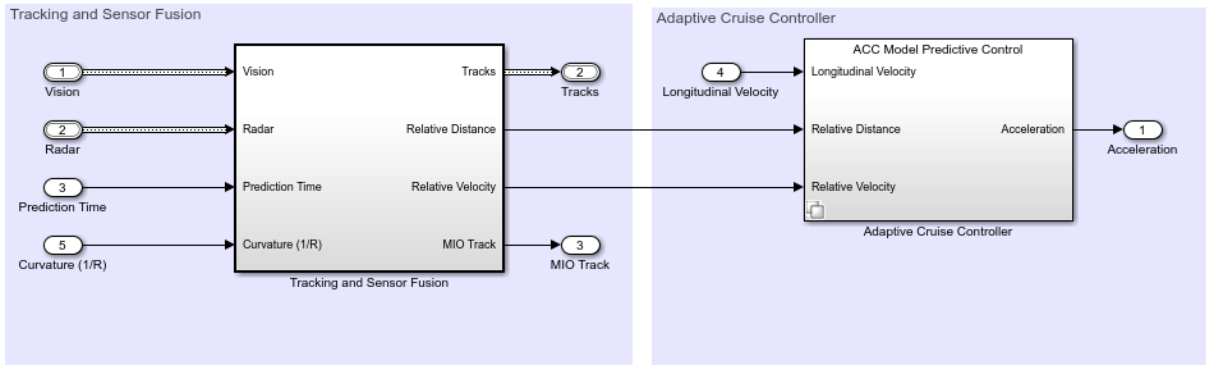 Tracking and Sensor Fusion
1
Vision
2
Radar
3
Prediction Time
5
Curvature (1/R)
Vision
Radar
Prediction Time
Curvature (1/R)
Tracks
Relative Distance
Relative Velocity
MIO Track
Tracking and Sensor Fusion
2
Tracks
3
MIO Track
Adaptive Cruise Controller
4
Longitudinal Velocity
ACC Model Predictive Control
Longitudinal Velocity
Relative Distance
Relative Velocity
Acceleration
Adaptive Cruise Controller
1
Acceleration